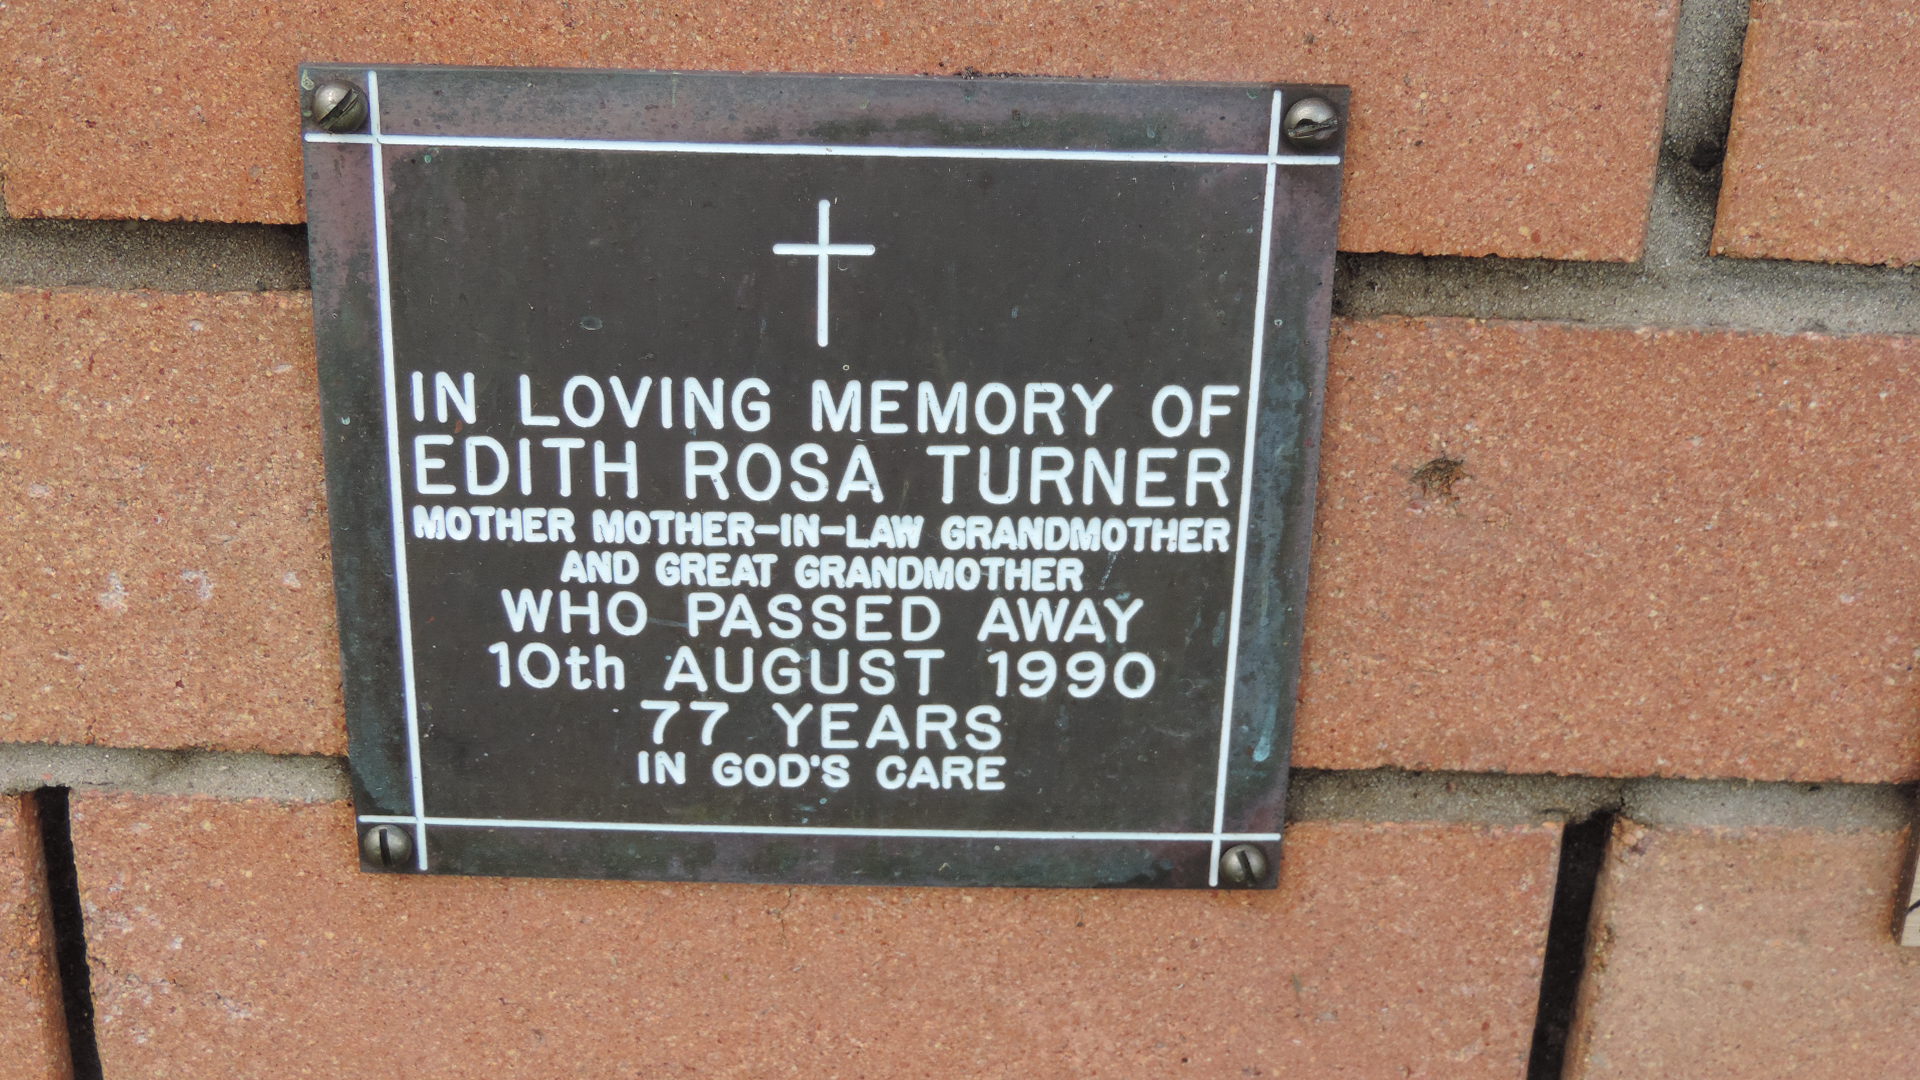 IN LOVING MEMORY OF
EDITH ROSA TURNER
MOTHER MOTHER-IN-LAW GRANDMOTHER
AND GREAT GRANDMOTHER
WHO PASSED AWAY
10th AUGUST 1990
77 YEARS
IN GOD'S CARE